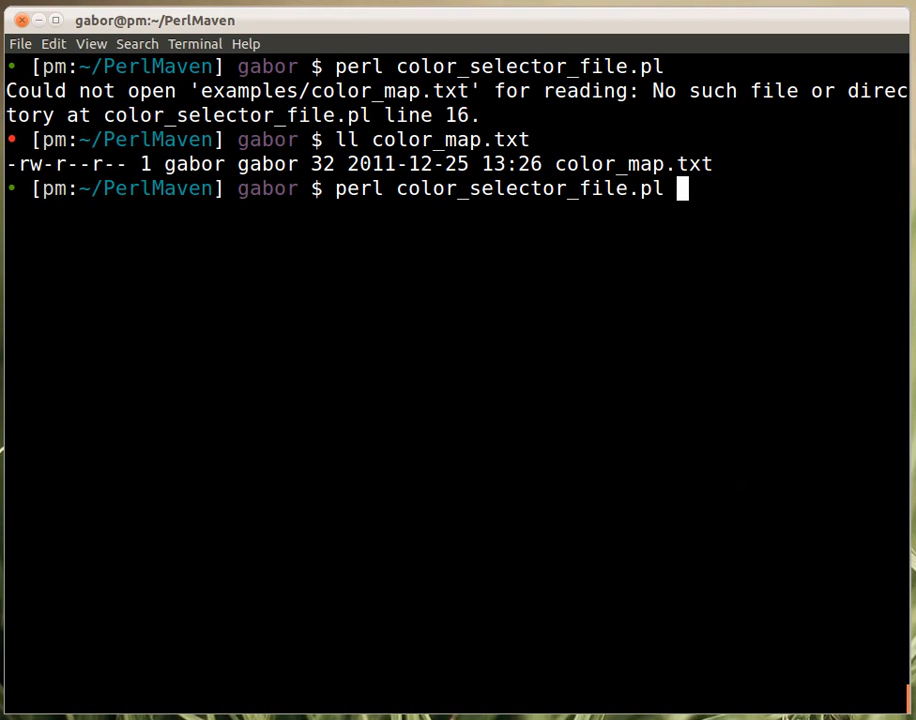 gabor@pm:~/PerlMaven
File Edit View Search Terminal Help
[pm:~/PerlMaven] gabor $ perl color_selector_file.pl
Could not open 'examples/color_map.txt' for reading: No such file or direc
tory at color_selector_file.pl line 16.
[pm:~/PerlMaven] gabor $ ll color_map.txt
-rw-r--r-- 1 gabor gabor 32 2011-12-25 13:26 color_map.txt
[pm:~/PerlMaven] gabor $ perl color_selector_file.pl